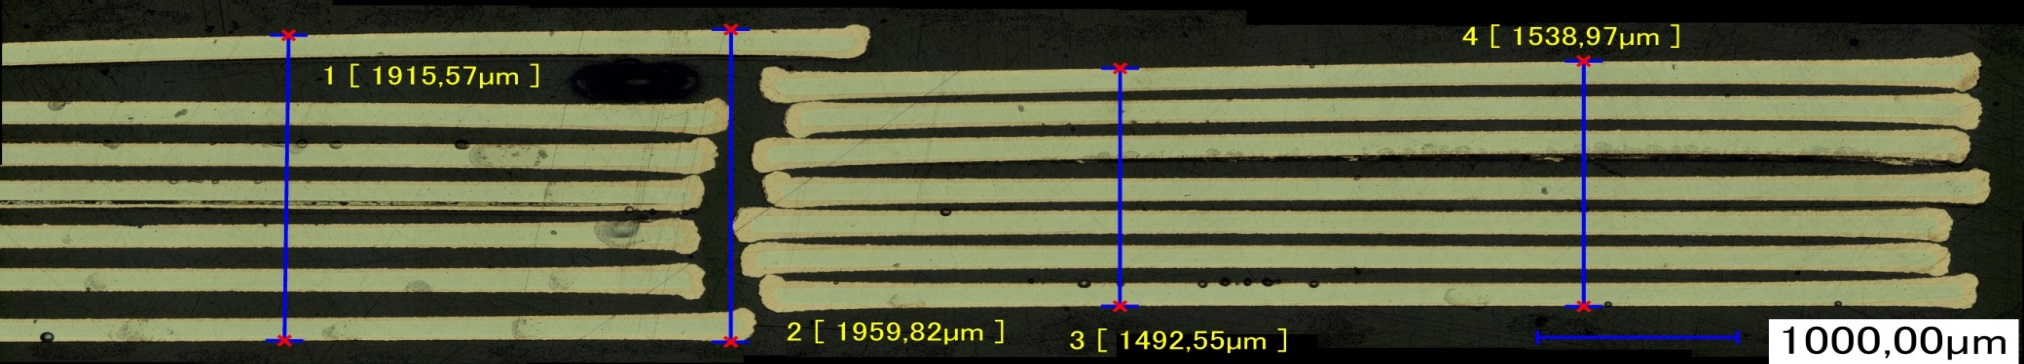 4 [ 1538,97µm ]
1 [ 1915,57µm ]
2 [ 1959,82µm ]
3 [ 1492,55µm ]
1000,00µm